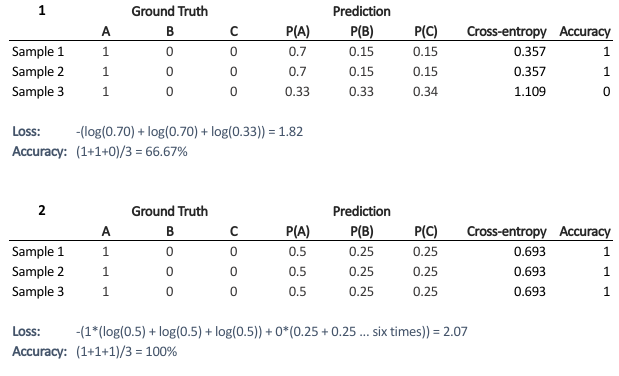 1 Ground Truth Prediction
A B C P(A) P(B) P(C) Cross-entropy Accuracy
Sample 1 1 0 0 0.7 0.15 0.15 0.357 1
Sample 2 1 0 0 0.7 0.15 0.15 0.357 1
Sample 3 1 0 0 0.33 0.33 0.34 1.109 0
Loss: -(log(0.70) + log(0.70) + log(0.33)) = 1.82
Accuracy: (1+1+0)/3 = 66.67%
2 Ground Truth Prediction
A B C P(A) P(B) P(C) Cross-entropy Accuracy
Sample 1 1 0 0 0.5 0.25 0.25 0.693 1
Sample 2 1 0 0 0.5 0.25 0.25 0.693 1
Sample 3 1 0 0 0.5 0.25 0.25 0.693 1
Loss: -(1*(log(0.5) + log(0.5) + log(0.5)) + 0*(0.25 + 0.25 ... six times)) = 2.07
Accuracy: (1+1+1)/3 = 100%